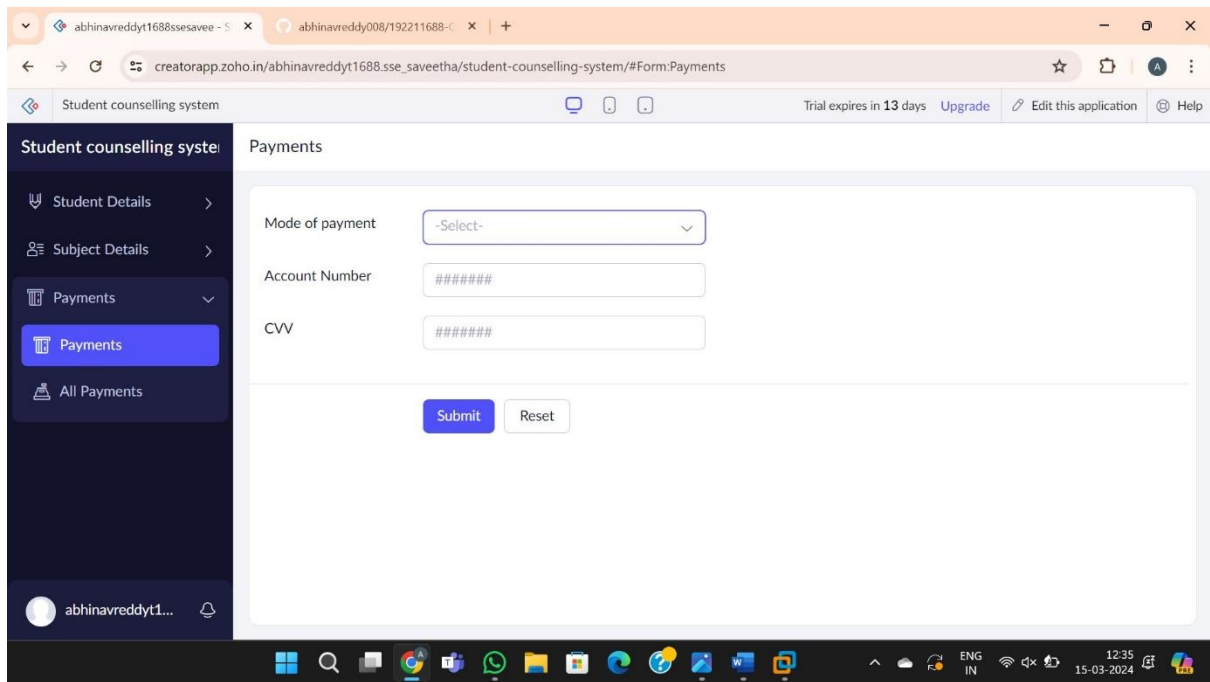 abhinavreddyt1688ssesavee - S
abhinavreddy008/192211688-C
creatorapp.zoho.in/abhinavreddyt1688.sse_saveetha/student-counselling-system/#Form:Payments
A
Student counselling system
Trial expires in 13 days Upgrade
Edit this application
Help
Student counselling system
Payments
Student Details
Subject Details
Payments
Payments
All Payments
Mode of payment
-Select-
Account Number
#######
CVV
#######
Submit
Reset
abhinavreddyt1...
ENG
IN
12:35
15-03-2024
PRE